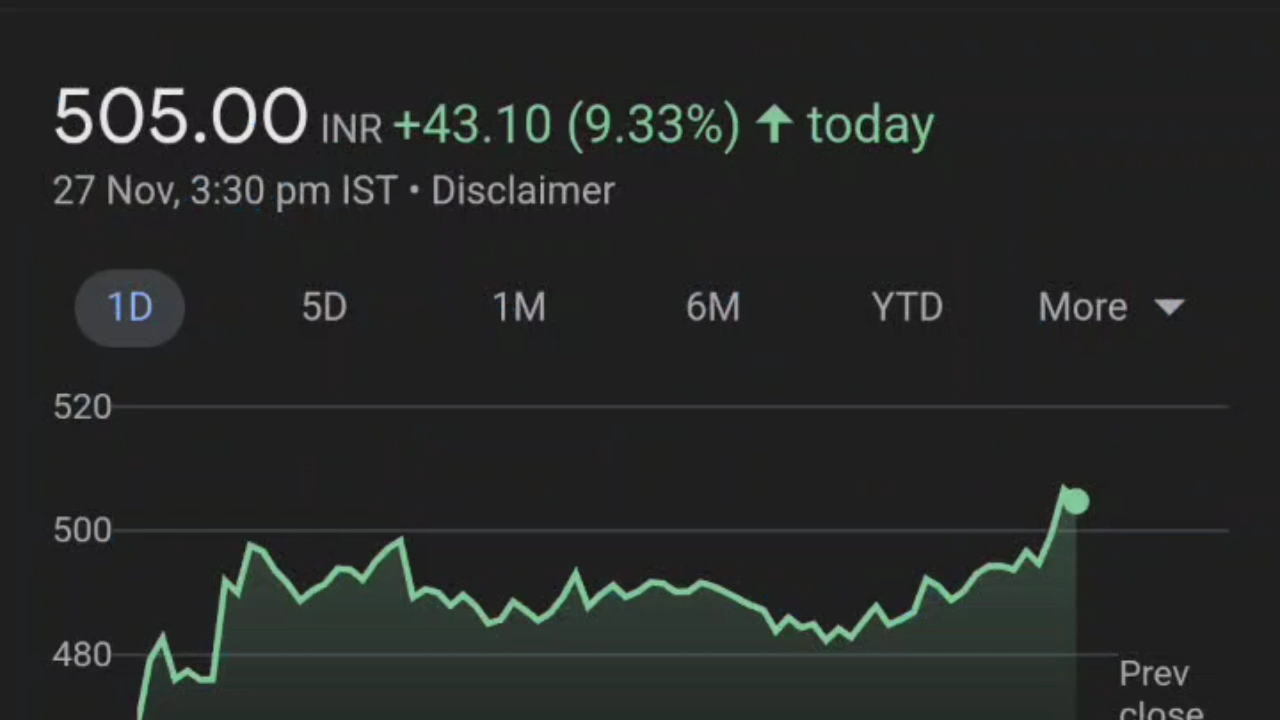 505.00 INR +43.10 (9.33%) ↑ today
27 Nov, 3:30 pm IST • Disclaimer
1D 5D 1M 6M YTD More
520
500
480
Prev
close